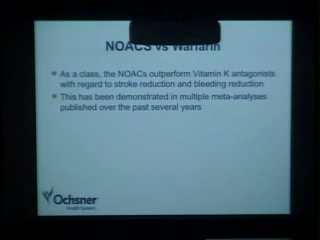 NOACS vs Warfarin
As a class, the NOACs outperform Vitamin K antagonists
with regard to stroke reduction and bleeding reduction
This has been demonstrated in multiple meta-analyses
published over the past several years
Ochsner
Health System